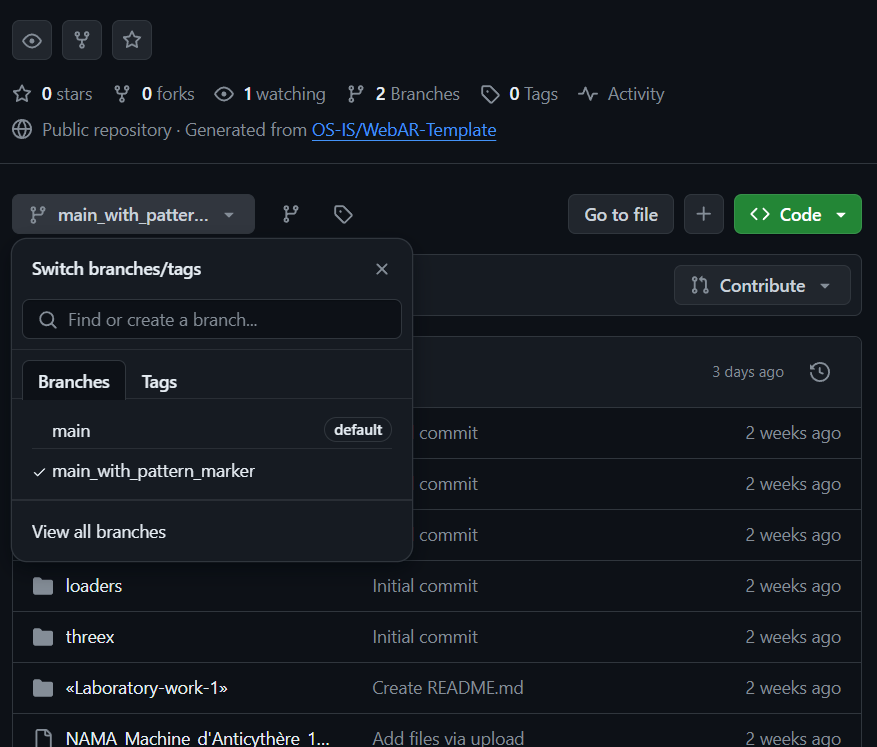 0 stars 0 forks 1 watching 2 Branches 0 Tags Activity
Public repository · Generated from OS-IS/WebAR-Template
main_with_patter... Go to file Code
Switch branches/tags
Contribute
Find or create a branch...
Branches Tags
3 days ago
main default
commit 2 weeks ago
main_with_pattern_marker
commit 2 weeks ago
View all branches
commit 2 weeks ago
loaders Initial commit 2 weeks ago
threex Initial commit 2 weeks ago
«Laboratory-work-1» Create README.md 2 weeks ago
NAMA_Machine_d'Anticythère_1... Add files via upload 2 weeks ago